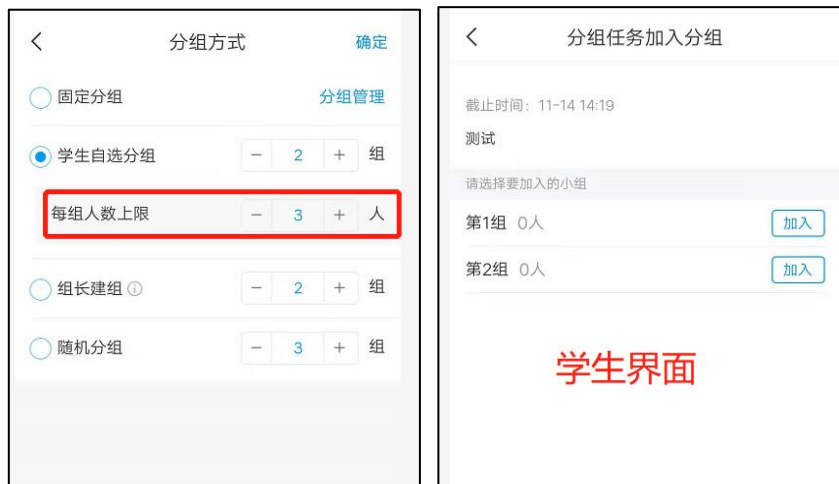 分组方式 确定
固定分组 分组管理
学生自选分组 － 2 + 组
每组人数上限 － 3 + 人
组长建组 － 2 + 组
随机分组 － 3 + 组
分组任务加入分组
截止时间：11-14 14:19
测试
请选择要加入的小组
第1组 0人 加入
第2组 0人 加入
学生界面